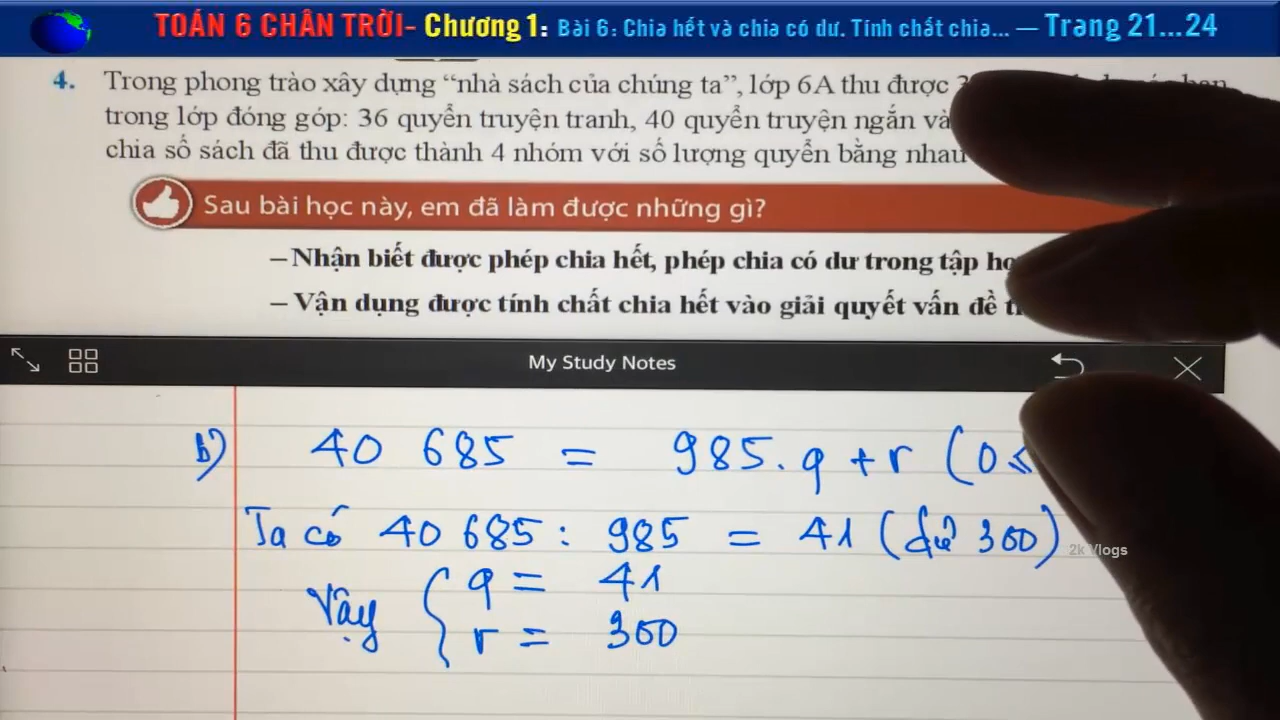 TOÁN 6 CHÂN TRỜI- Chương 1: Bài 6: Chia hết và chia có dư. Tính chất chia... — Trang 21...24
4. Trong phong trào xây dựng “nhà sách của chúng ta”, lớp 6A thu được
trong lớp đóng góp: 36 quyển truyện tranh, 40 quyển truyện ngắn và
chia số sách đã thu được thành 4 nhóm với số lượng quyển bằng nhau
Sau bài học này, em đã làm được những gì?
– Nhận biết được phép chia hết, phép chia có dư trong tập
– Vận dụng được tính chất chia hết vào giải quyết vấn đề
My Study Notes
b) 40 685 = 985. q + r (0 ≤
Ta có 40 685 : 985 = 41 (dư 300)
2k Vlogs
Vậy { q = 41
r = 300